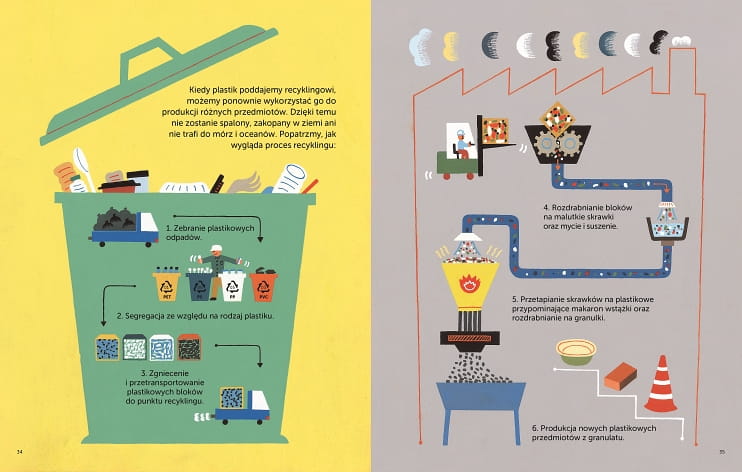 Kiedy plastik poddajemy recyklingowi,
możemy ponownie wykorzystać go do
produkcji różnych przedmiotów. Dzięki temu
nie zostanie spalony, zakopany w ziemi ani
nie trafi do mórz i oceanów. Popatrzmy, jak
wygląda proces recyklingu:
1. Zebranie plastikowych
odpadów.
PET
PE
PP
PVC
2. Segregacja ze względu na rodzaj plastiku.
3. Zgniecenie
i przetransportowanie
plastikowych bloków
do punktu recyklingu.
34
4. Rozdrabnianie bloków
na malutkie skrawki
oraz mycie i suszenie.
5. Przetapianie skrawków na plastikowe
przypominające makaron wstążki oraz
rozdrabnianie na granulki.
6. Produkcja nowych plastikowych
przedmiotów z granulatu.
35